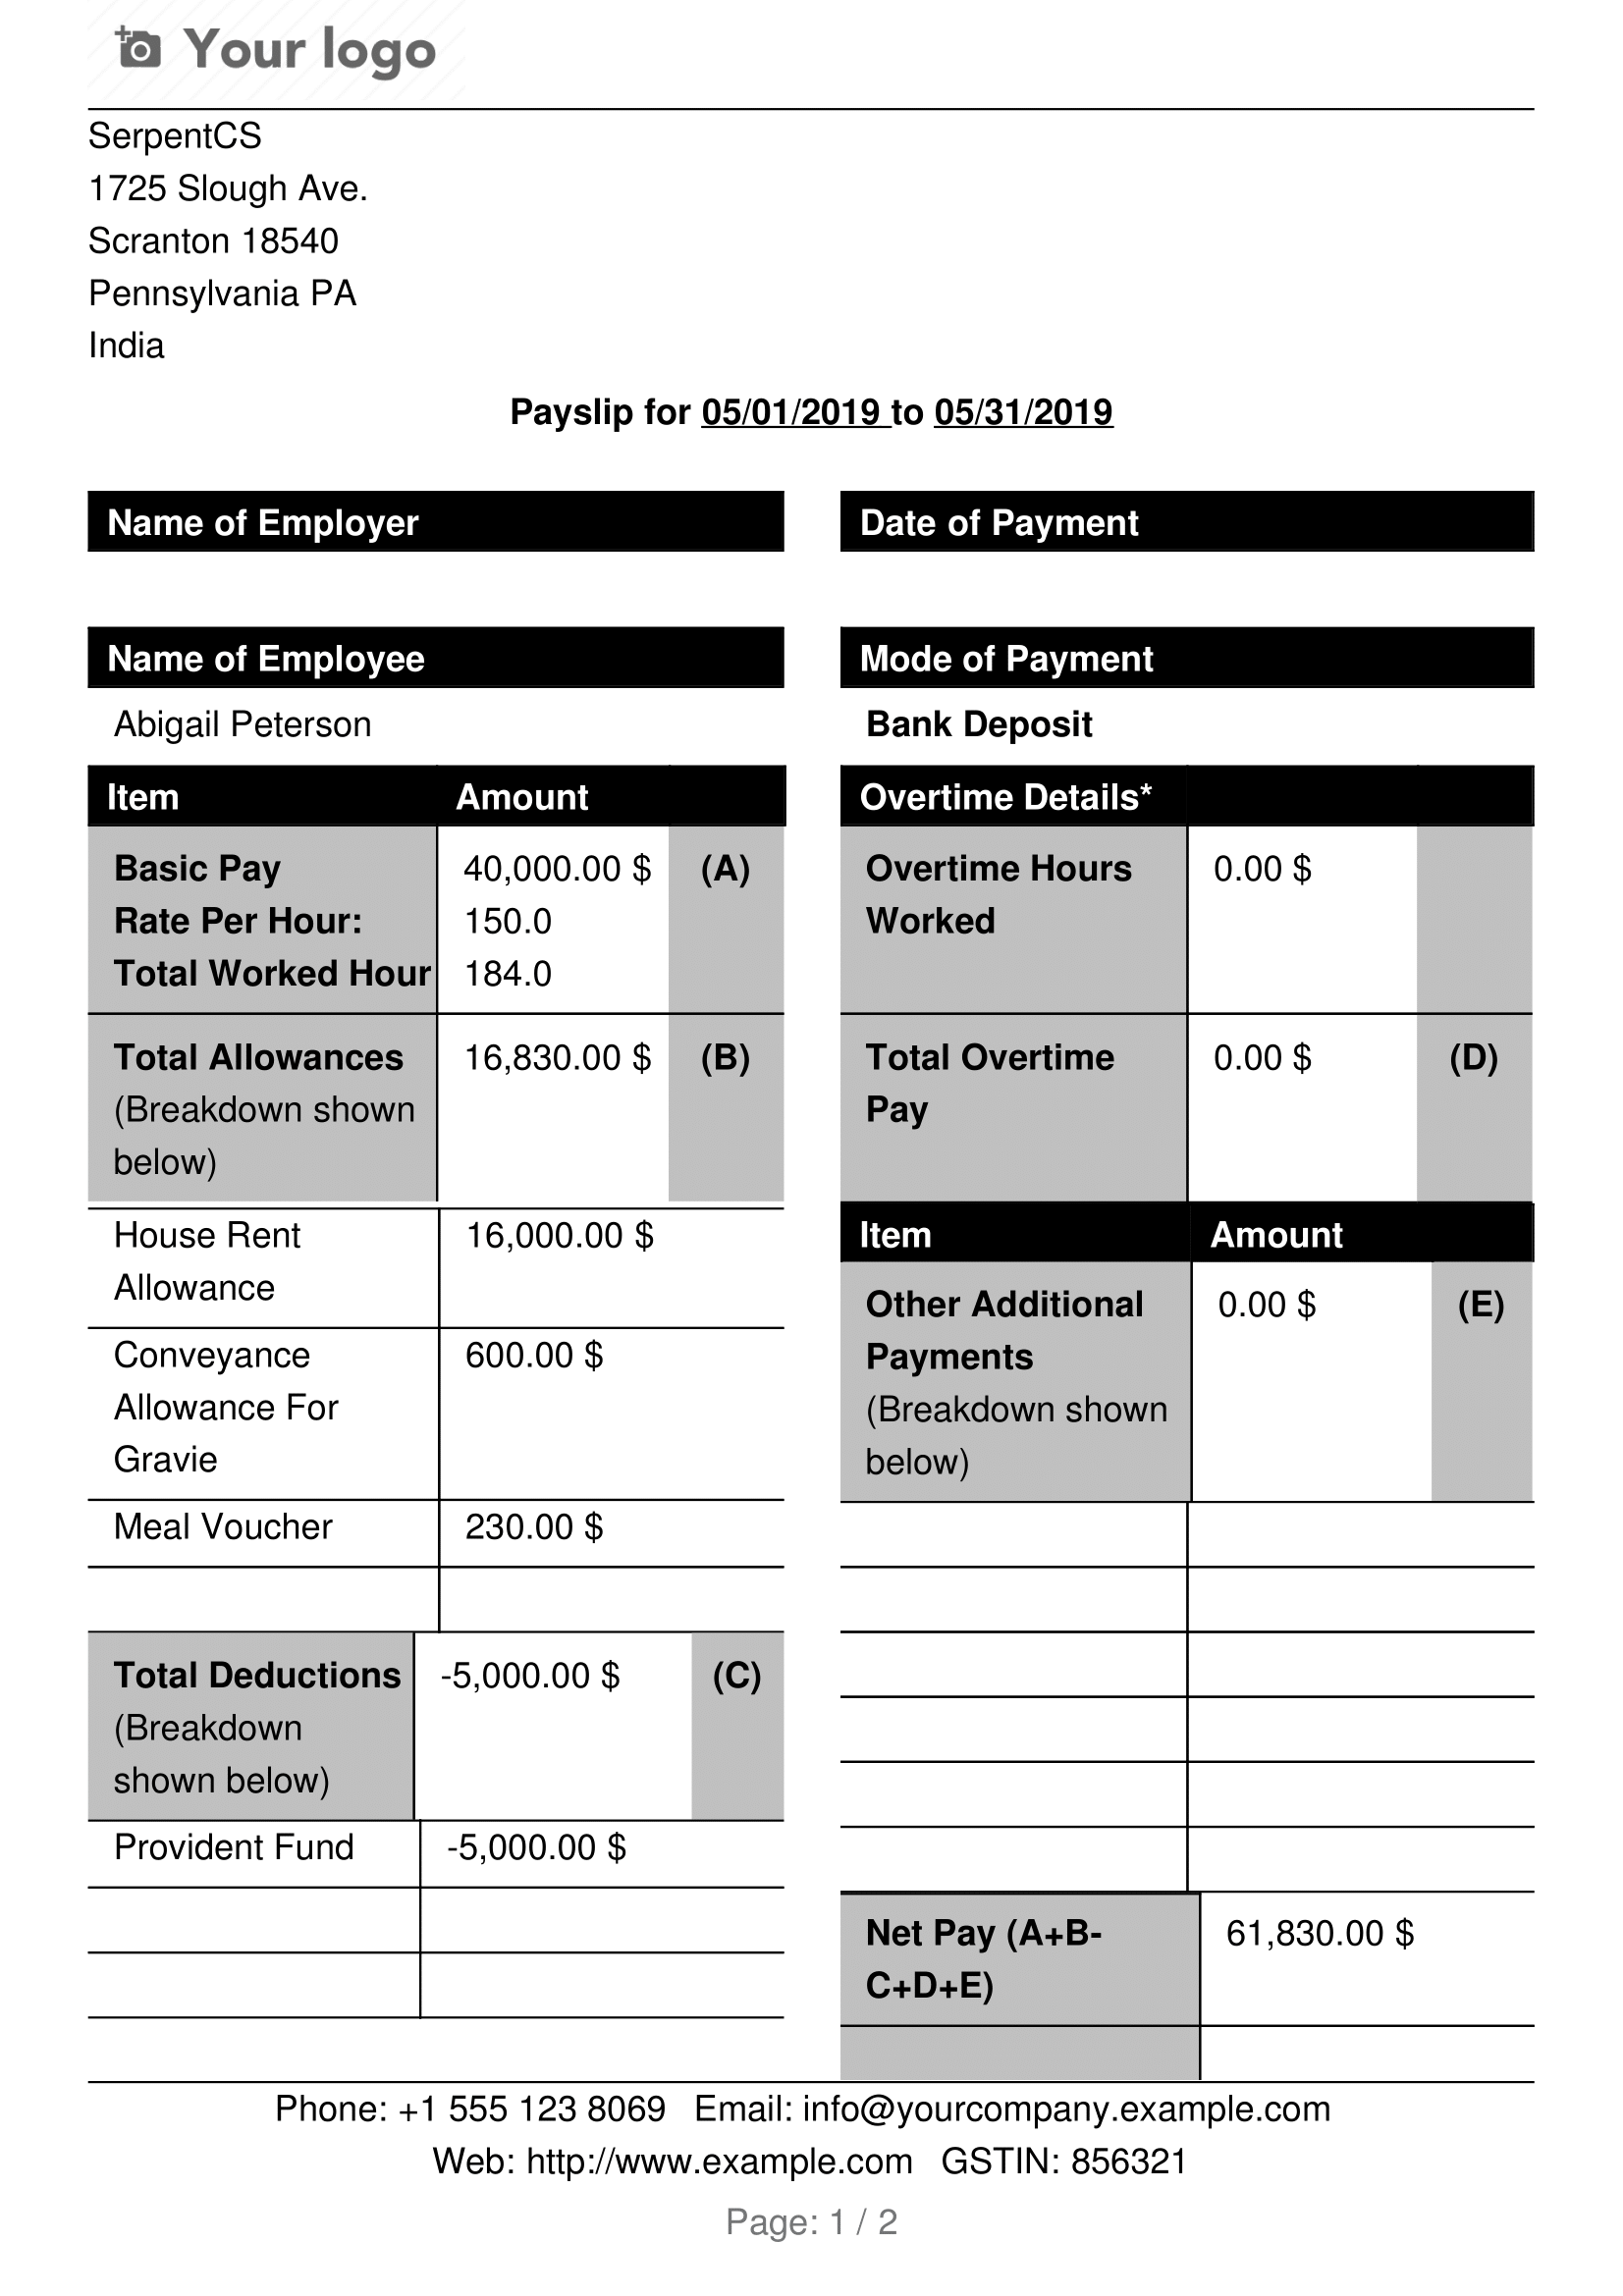 Your logo
SerpentCS
1725 Slough Ave.
Scranton 18540
Pennsylvania PA
India
Payslip for 05/01/2019 to 05/31/2019
Name of Employer
Date of Payment
Name of Employee
Mode of Payment
Abigail Peterson
Bank Deposit
Item Amount
Basic Pay 40,000.00 $ (A)
Rate Per Hour: 150.0
Total Worked Hour 184.0
Total Allowances 16,830.00 $ (B)
(Breakdown shown
below)
House Rent 16,000.00 $
Allowance
Conveyance 600.00 $
Allowance For
Gravie
Meal Voucher 230.00 $
Total Deductions -5,000.00 $ (C)
(Breakdown
shown below)
Provident Fund -5,000.00 $
Overtime Details*
Overtime Hours 0.00 $
Worked
Total Overtime 0.00 $ (D)
Pay
Item Amount
Other Additional 0.00 $ (E)
Payments
(Breakdown shown
below)
Net Pay (A+B- 61,830.00 $
C+D+E)
Phone: +1 555 123 8069 Email: info@yourcompany.example.com
Web: http://www.example.com GSTIN: 856321
Page: 1 / 2